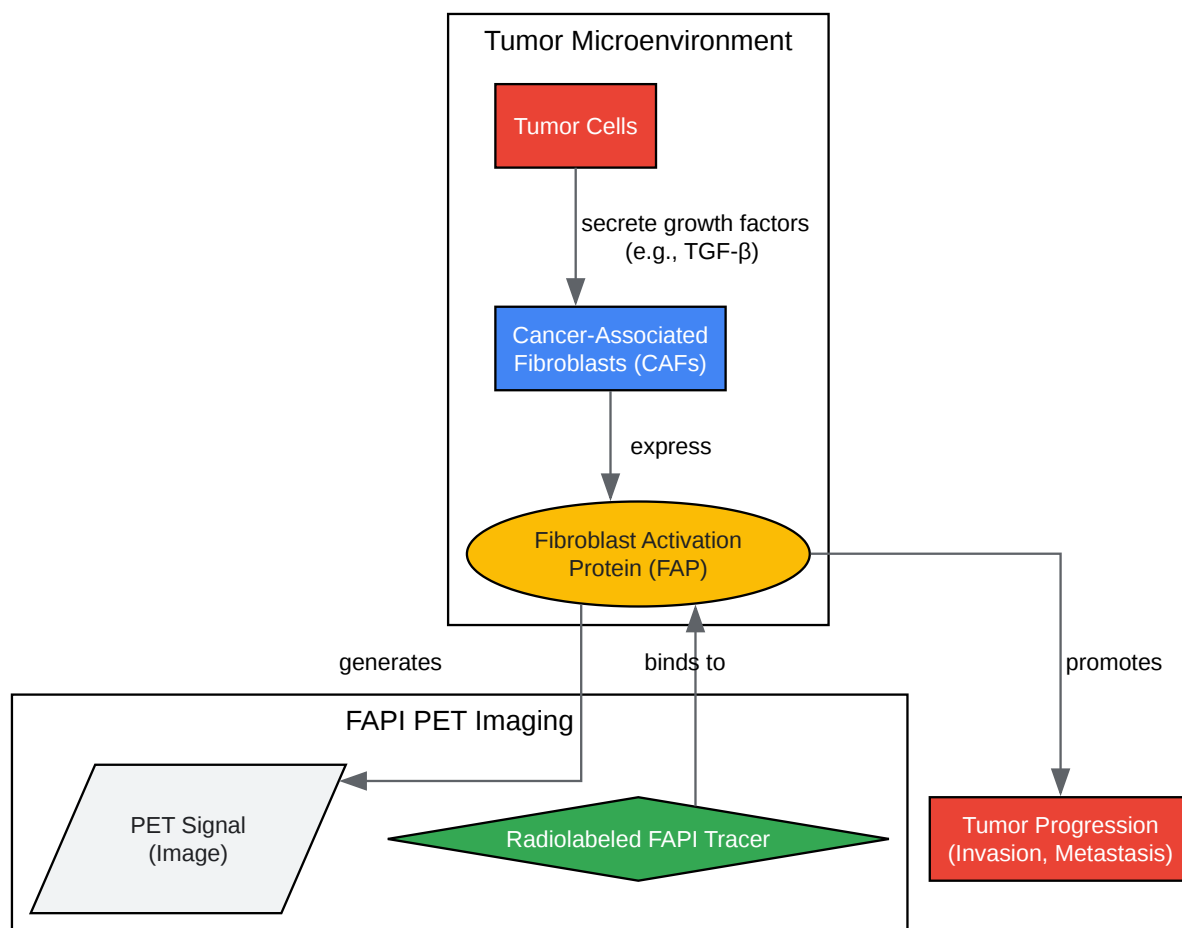 Tumor Microenvironment
Tumor Cells
secrete growth factors
(e.g., TGF-β)
Cancer-Associated
Fibroblasts (CAFs)
express
Fibroblast Activation
Protein (FAP)
generates
binds to
promotes
FAPI PET Imaging
PET Signal
(Image)
Radiolabeled FAPI Tracer
Tumor Progression
(Invasion, Metastasis)